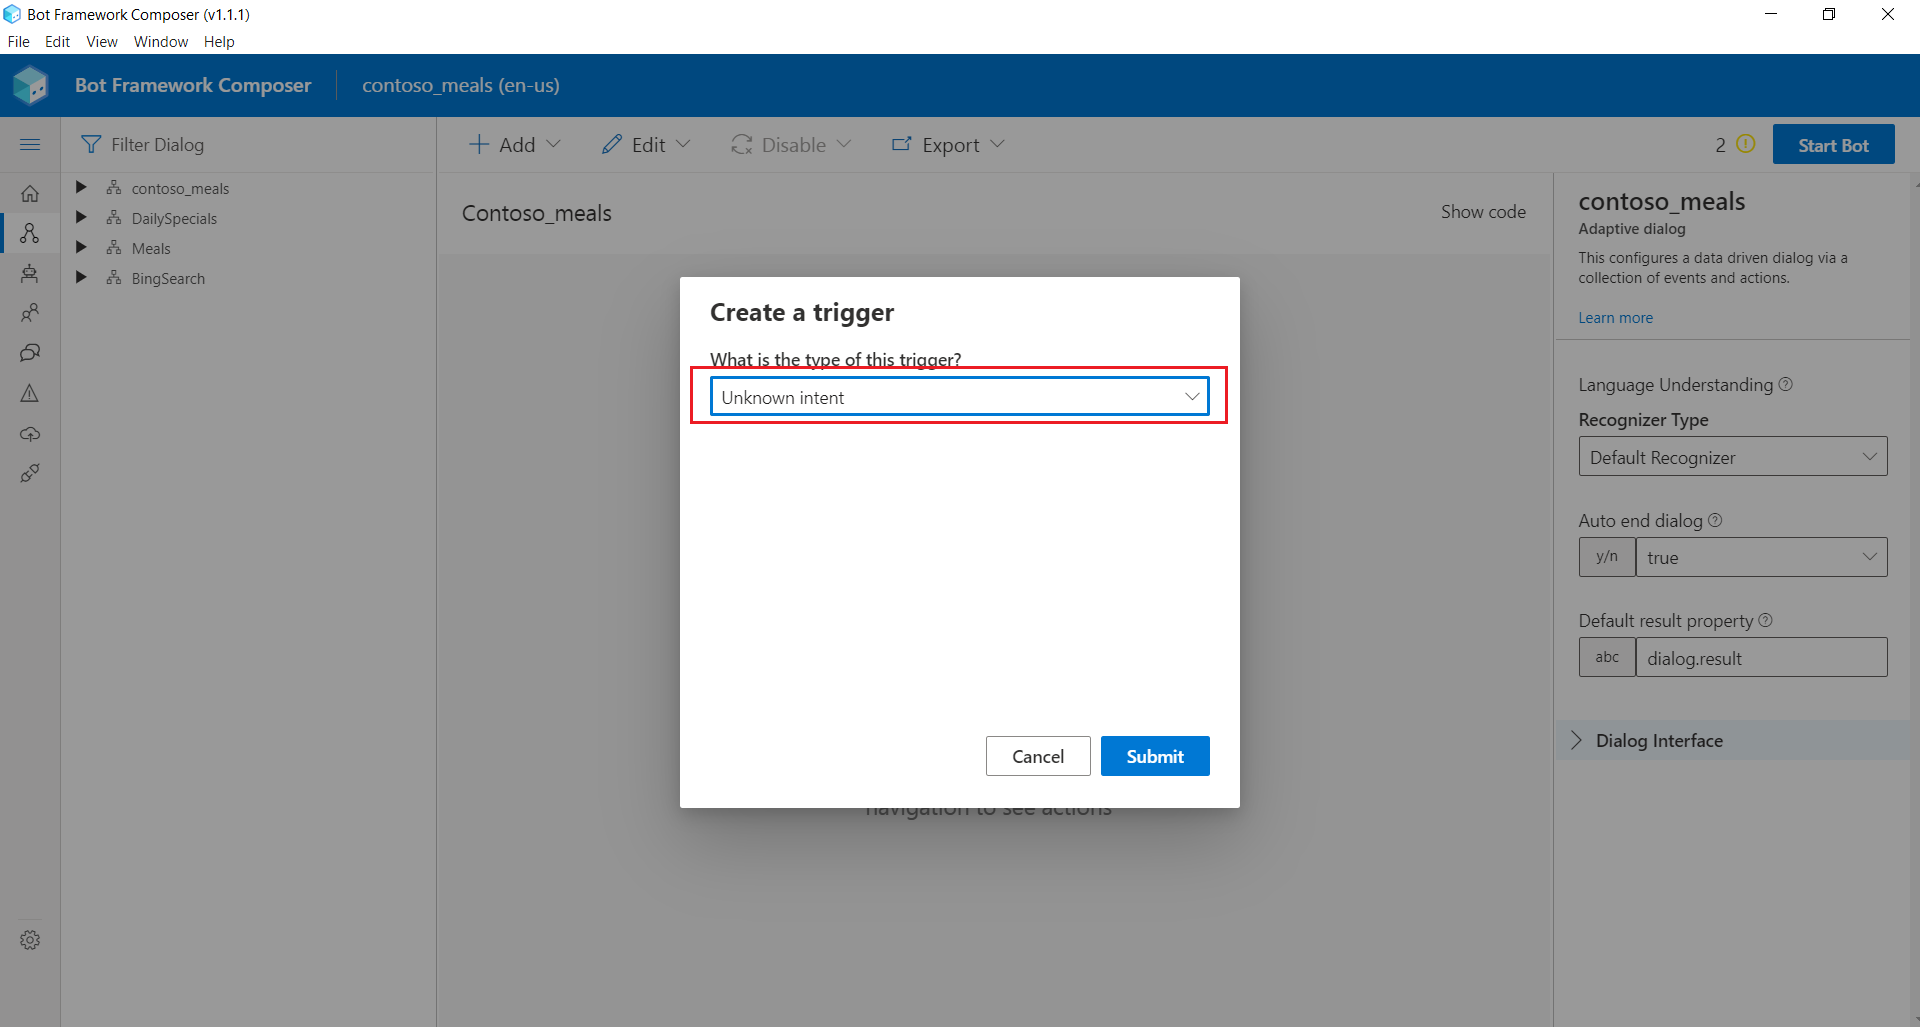 Bot Framework Composer (v1.1.1)
File Edit View Window Help
Bot Framework Composer contoso_meals (en-us)
Filter Dialog
contoso_meals
DailySpecials
Meals
BingSearch
Add Edit Disable Export 2 Start Bot
Contoso_meals Show code
Create a trigger
What is the type of this trigger?
Unknown intent
Cancel Submit
navigation to see actions
contoso_meals
Adaptive dialog
This configures a data driven dialog via a
collection of events and actions.
Learn more
Language Understanding
Recognizer Type
Default Recognizer
Auto end dialog
y/n true
Default result property
abc dialog.result
Dialog Interface